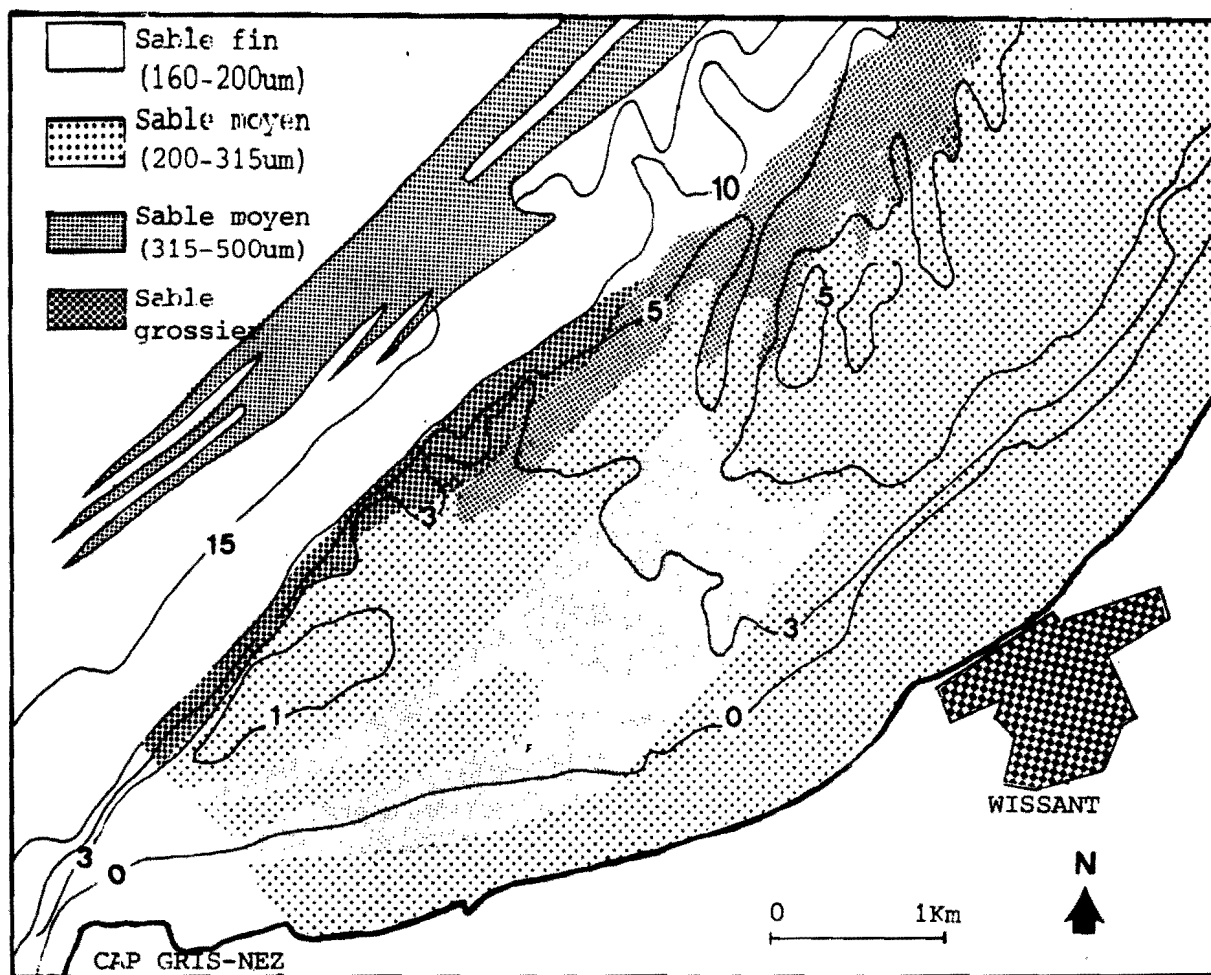 Sable fin
(160-200um)
Sable moyen
(200-315um)
Sable moyen
(315-500um)
Sable
grossier
10
5
5
3
15
3
1
0
3
0
WISSANT
N
0 1Km
CAP GRIS-NEZ